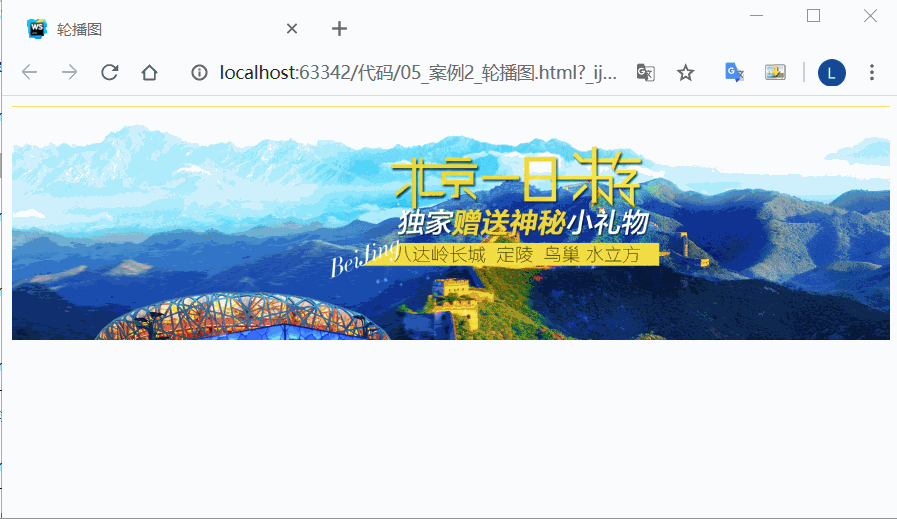 WS 轮播图
localhost:63342/代码/05_案例2_轮播图.html?_ij...
L
北京一日游
独家赠送神秘小礼物
BeiJing
八达岭长城 定陵 鸟巢 水立方